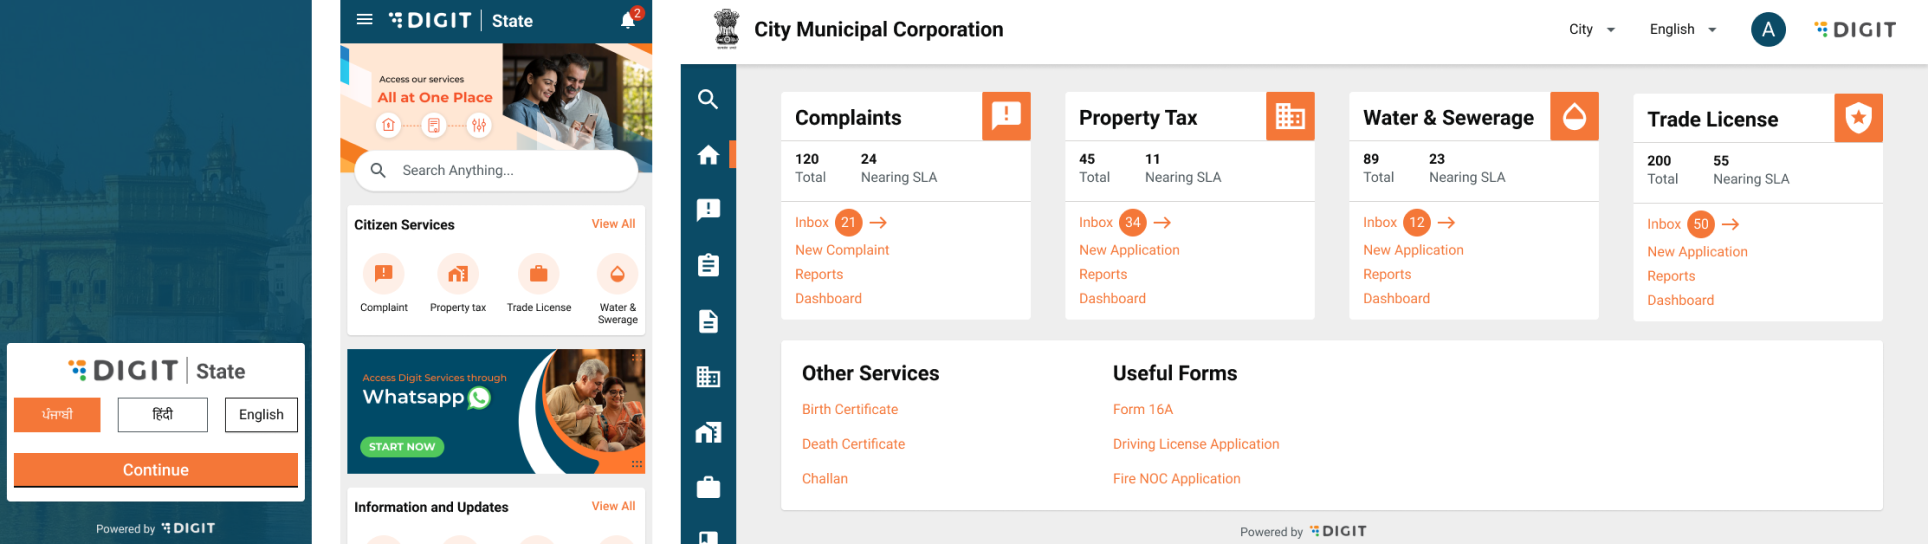 DIGIT | State
ਪੰਜਾਬੀ
हिंदी
English
Continue
Powered by DIGIT
DIGIT | State
2
Access our services
All at One Place
Search Anything...
Citizen Services
View All
Complaint
Property tax
Trade License
Water &
Swerage
Access Digit Services through
Whatsapp
START NOW
Information and Updates
View All
City Municipal Corporation
City
English
A
DIGIT
Complaints
120
24
Total
Nearing SLA
Inbox 21
New Complaint
Reports
Dashboard
Property Tax
45
11
Total
Nearing SLA
Inbox 34
New Application
Reports
Dashboard
Water & Sewerage
89
23
Total
Nearing SLA
Inbox 12
New Application
Reports
Dashboard
Trade License
200
55
Total
Nearing SLA
Inbox 50
New Application
Reports
Dashboard
Other Services
Birth Certificate
Death Certificate
Challan
Useful Forms
Form 16A
Driving License Application
Fire NOC Application
Powered by DIGIT